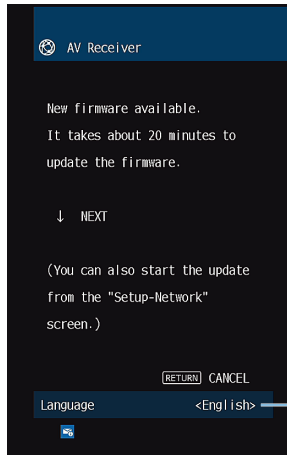 AV Receiver
New firmware available.
It takes about 20 minutes to
update the firmware.
↓ NEXT
(You can also start the update
from the "Setup-Network"
screen.)
RETURN CANCEL
Language <English>